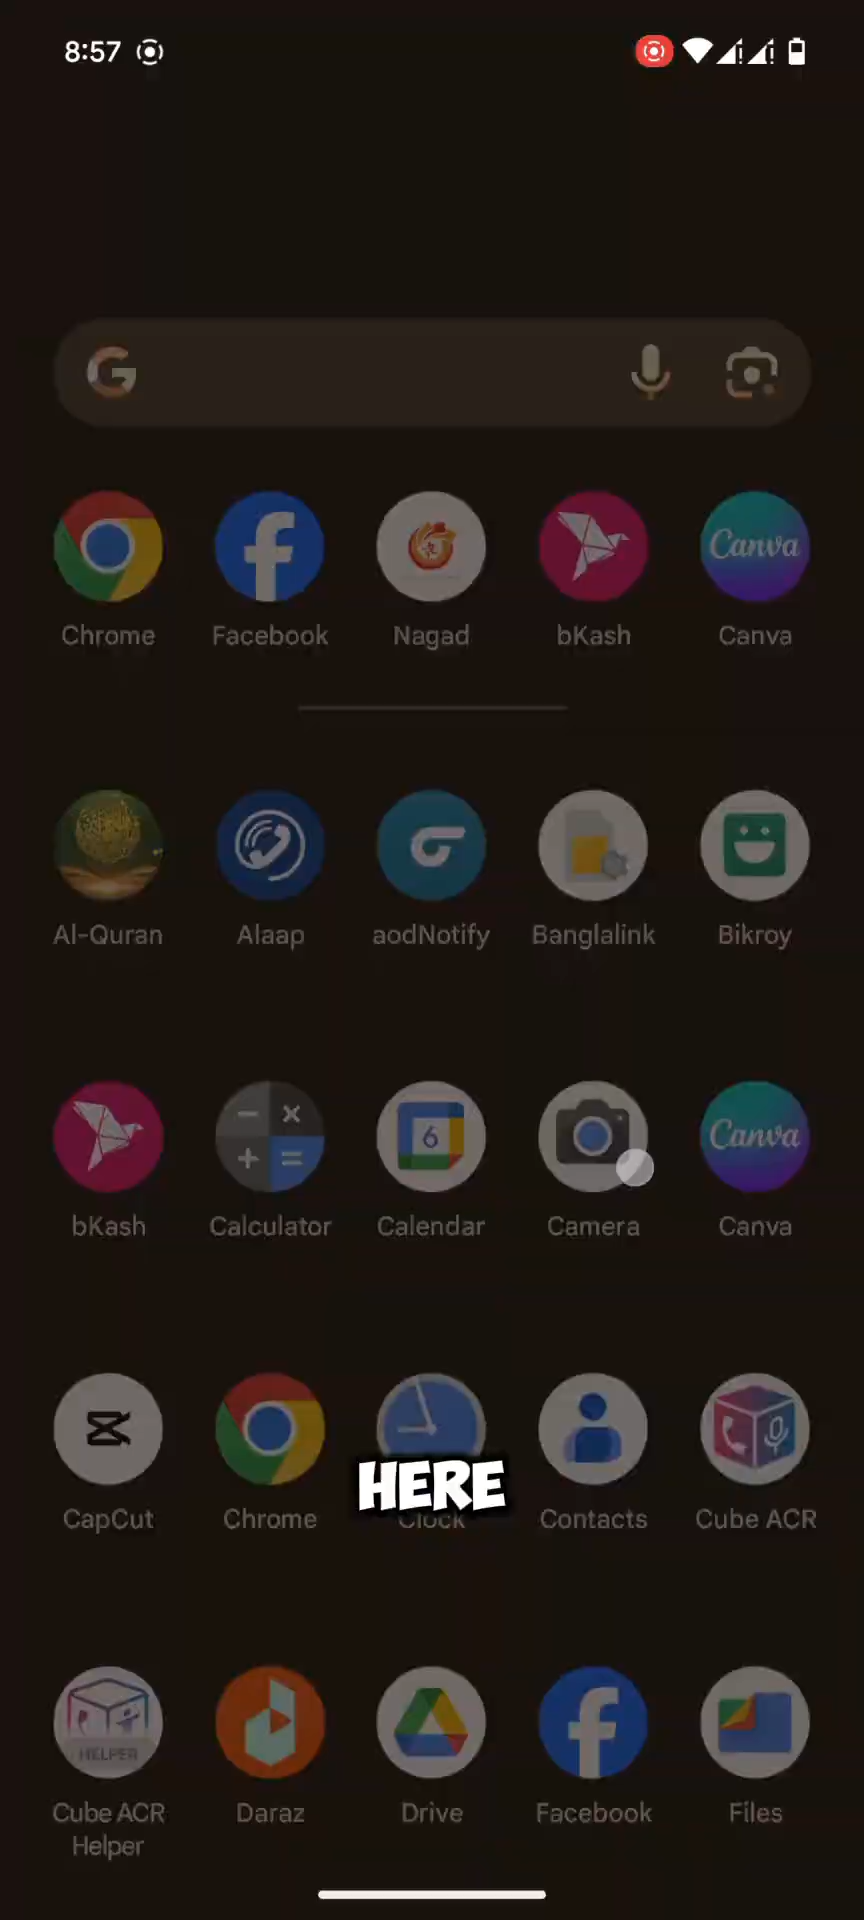 8:57
Chrome Facebook Nagad bKash Canva
Canva
Al-Quran Alaap aodNotify Banglalink Bikroy
6
Canva
bKash Calculator Calendar Camera Canva
HERE
CapCut Chrome Clock Contacts Cube ACR
HELPER
Cube ACR Helper Daraz Drive Facebook Files